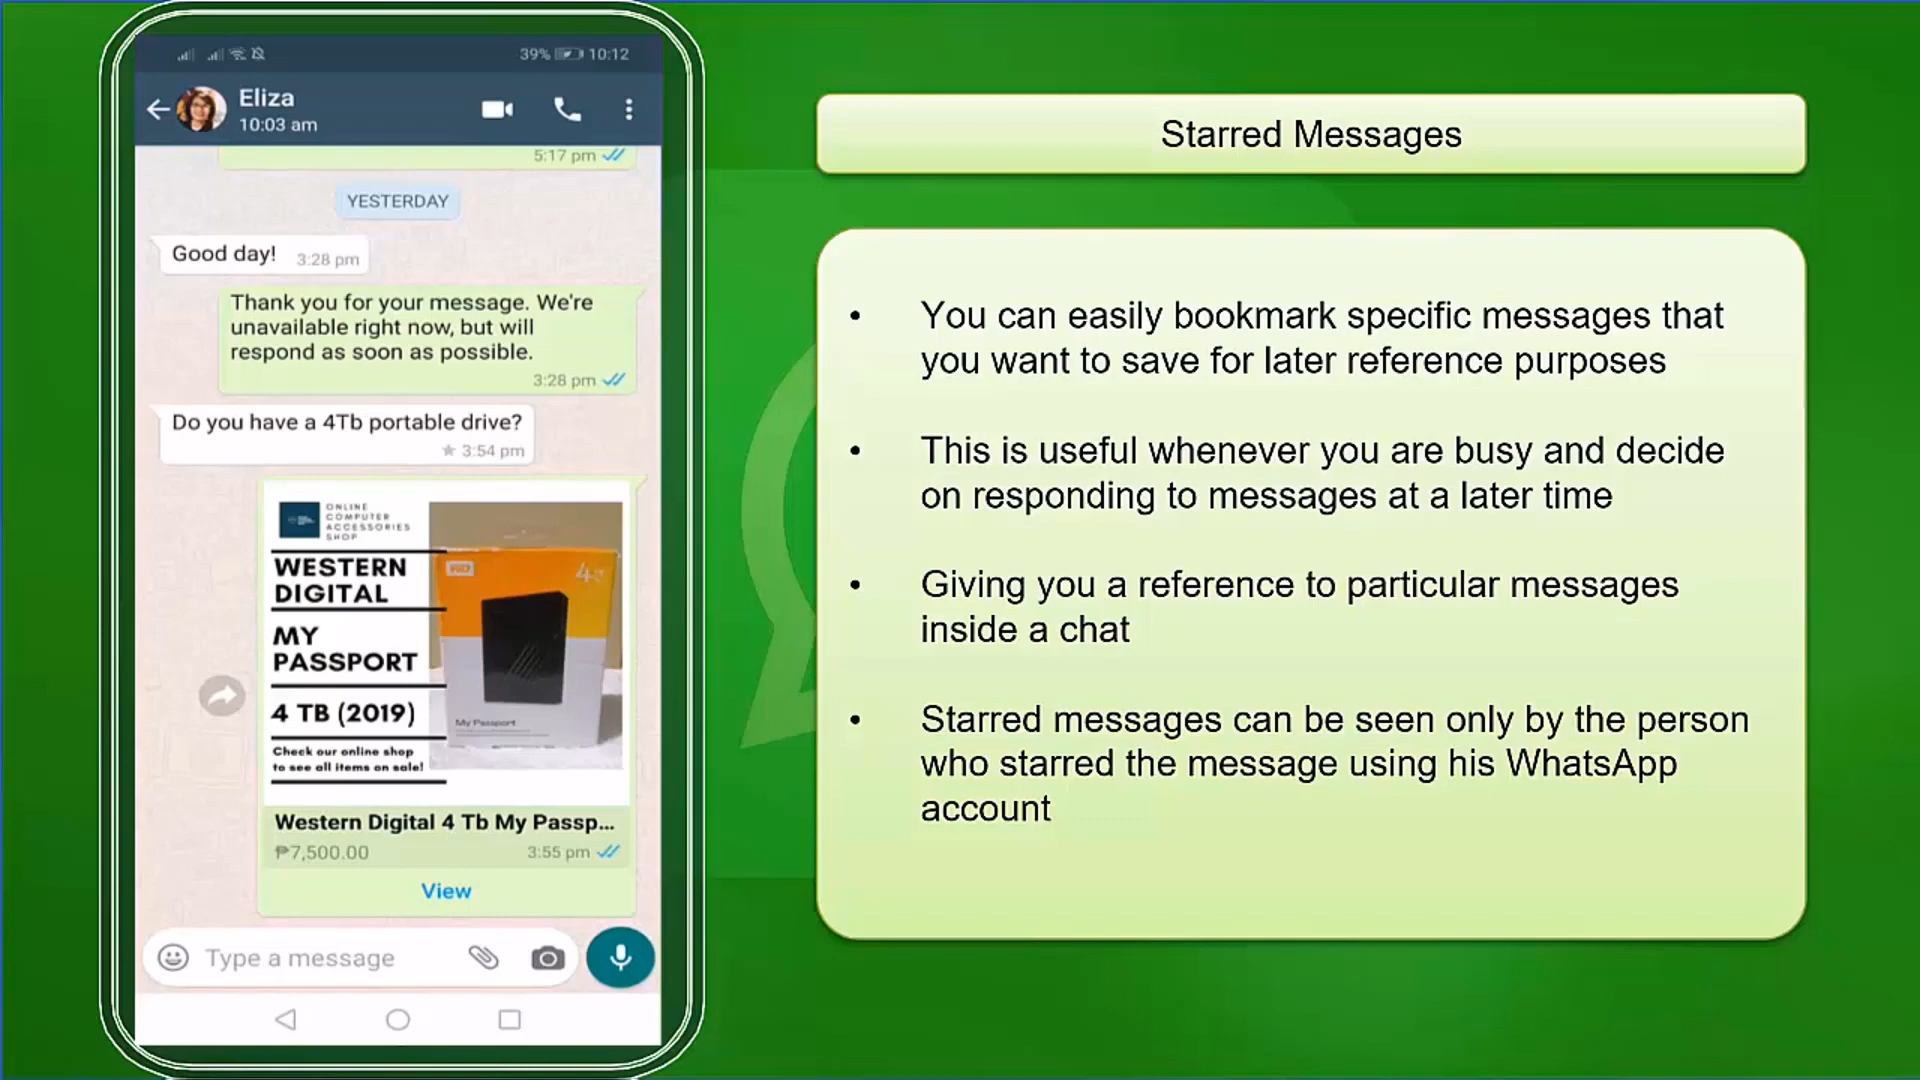 39% 10:12
Eliza
10:03 am
5:17 pm
YESTERDAY
Good day! 3:28 pm
Thank you for your message. We're
unavailable right now, but will
respond as soon as possible.
3:28 pm
Do you have a 4Tb portable drive?
★ 3:54 pm
ONLINE
COMPUTER
ACCESSORIES
SHOP
WESTERN
DIGITAL
MY
PASSPORT
4 TB (2019)
Check our online shop
to see all items on sale!
WD
4
My Passport
Western Digital 4 Tb My Passp...
₱7,500.00 3:55 pm
View
Type a message
Starred Messages
• You can easily bookmark specific messages that
you want to save for later reference purposes
• This is useful whenever you are busy and decide
on responding to messages at a later time
• Giving you a reference to particular messages
inside a chat
• Starred messages can be seen only by the person
who starred the message using his WhatsApp
account